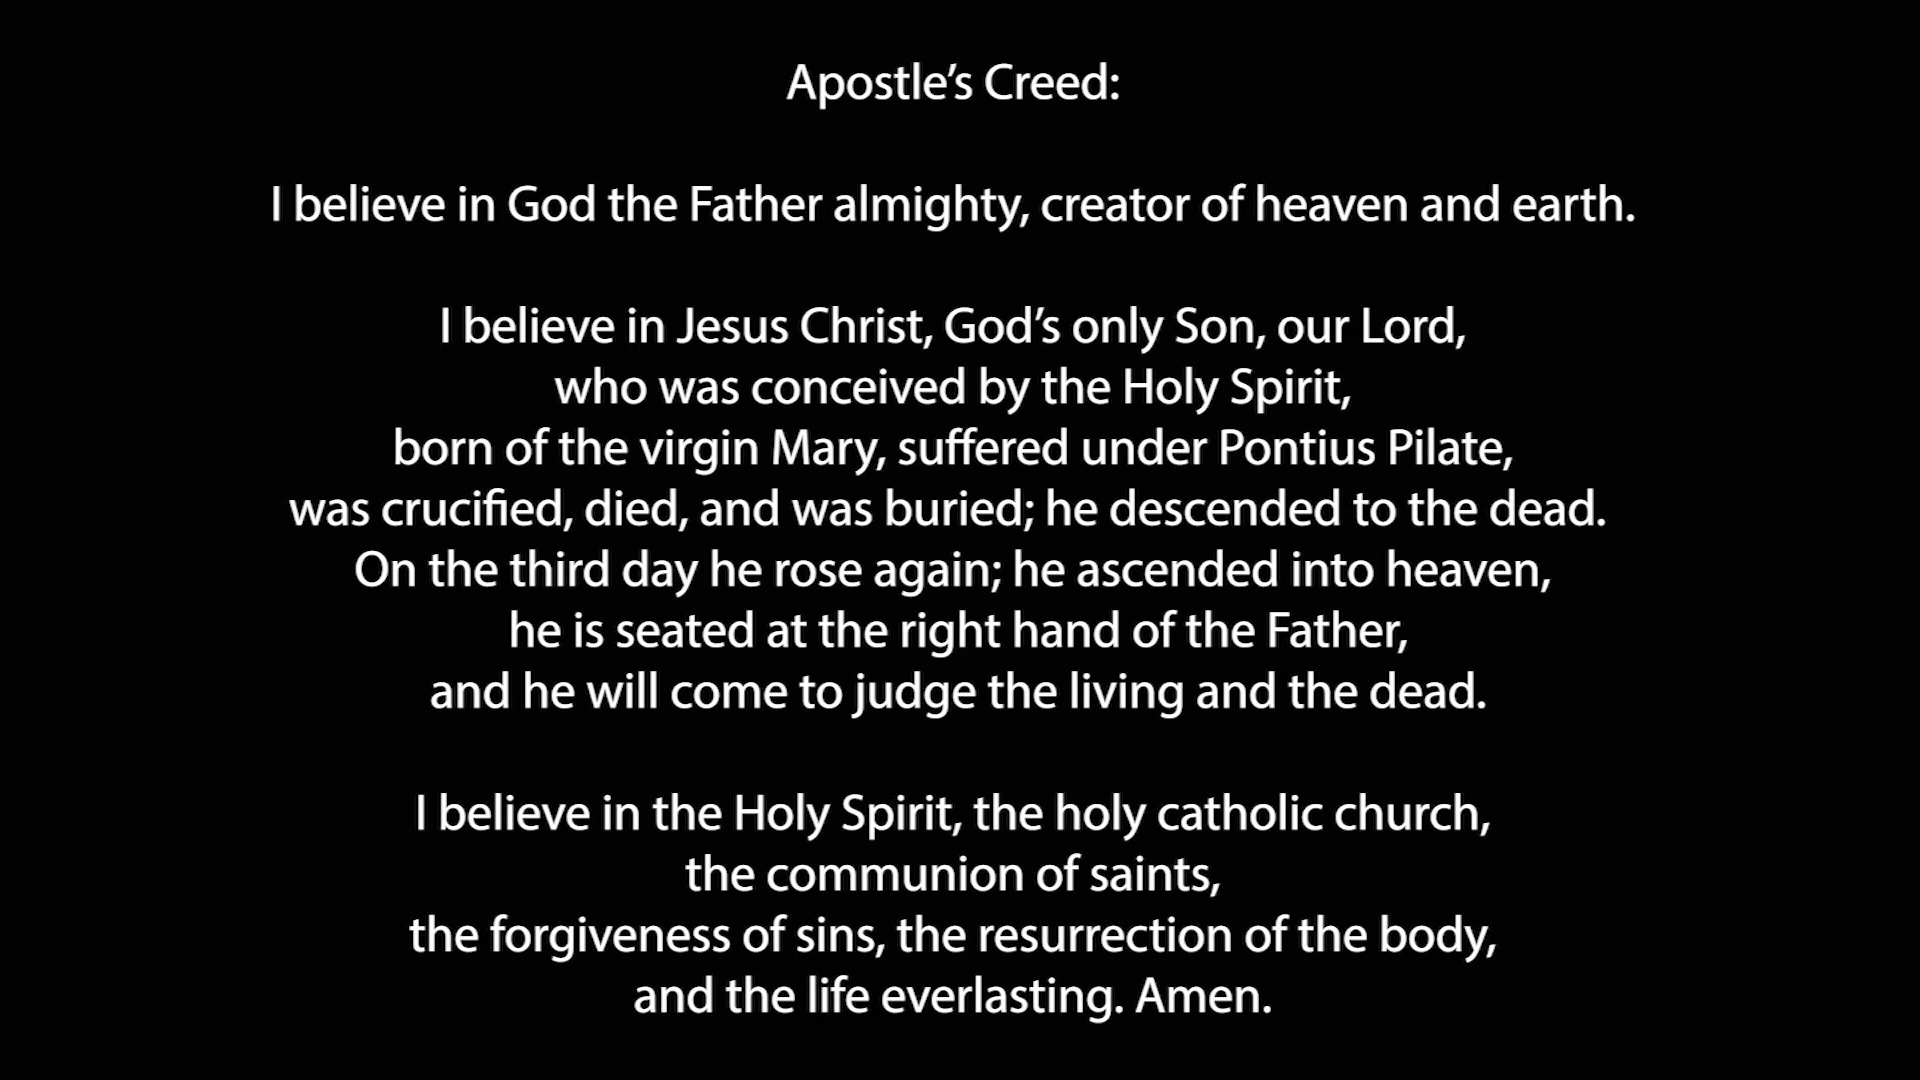 Apostle’s Creed:
I believe in God the Father almighty, creator of heaven and earth.
I believe in Jesus Christ, God’s only Son, our Lord,
who was conceived by the Holy Spirit,
born of the virgin Mary, suffered under Pontius Pilate,
was crucified, died, and was buried; he descended to the dead.
On the third day he rose again; he ascended into heaven,
he is seated at the right hand of the Father,
and he will come to judge the living and the dead.
I believe in the Holy Spirit, the holy catholic church,
the communion of saints,
the forgiveness of sins, the resurrection of the body,
and the life everlasting. Amen.